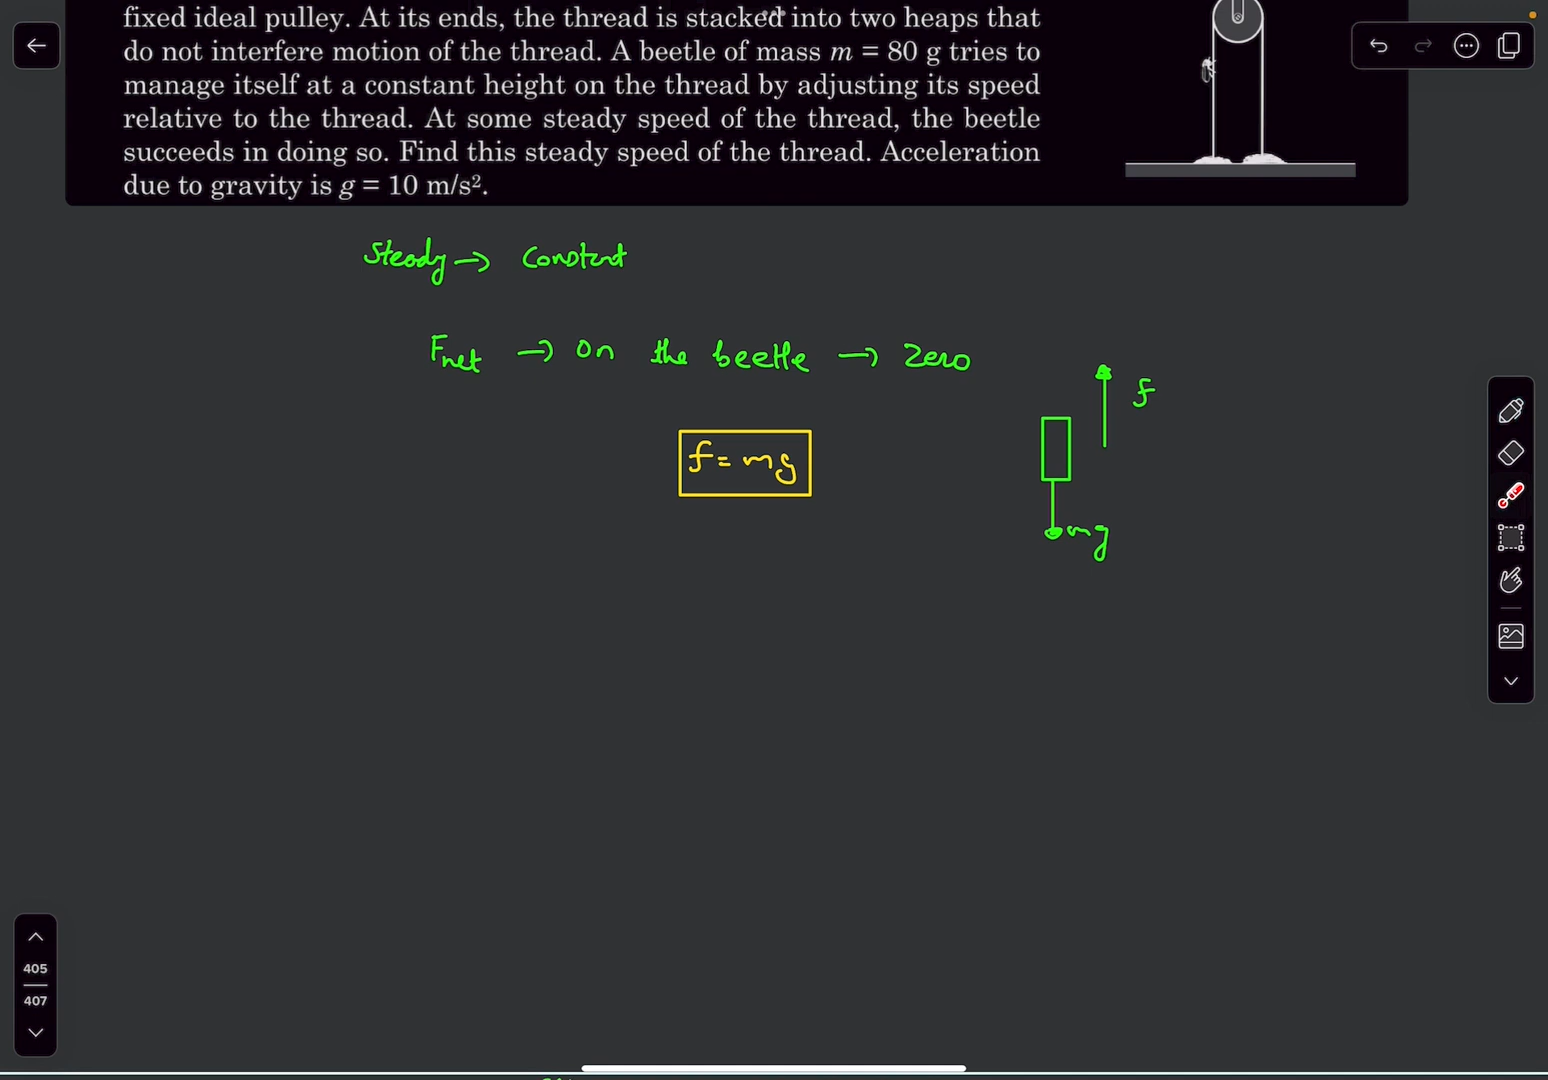 fixed ideal pulley. At its ends, the thread is stacked into two heaps that
do not interfere motion of the thread. A beetle of mass m = 80 g tries to
manage itself at a constant height on the thread by adjusting its speed
relative to the thread. At some steady speed of the thread, the beetle
succeeds in doing so. Find this steady speed of the thread. Acceleration
due to gravity is g = 10 m/s².
Steady → Constant
Fnet → on the beetle → Zero
f
f = mg
mg
405
407